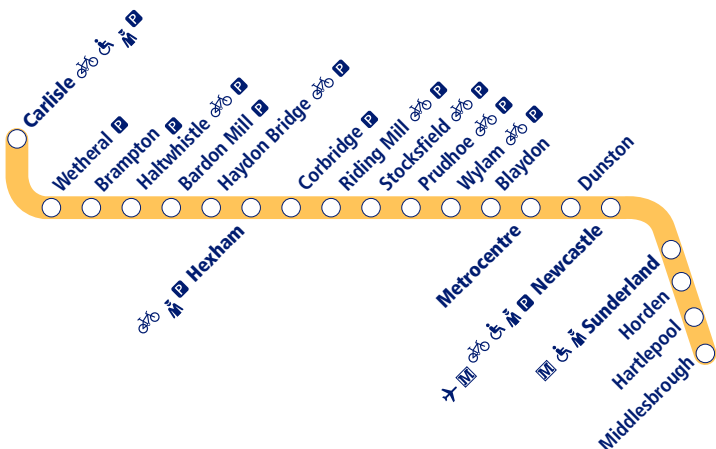 Carlisle P
Wetheral P
Brampton P
Haltwhistle P
Bardon Mill P
Haydon Bridge P
P Hexham
Corbridge P
Riding Mill P
Stocksfield P
Prudhoe P
Wylam P
Blaydon
Metrocentre
Dunston
M P Newcastle
M Sunderland
Horden
Hartlepool
Middlesbrough